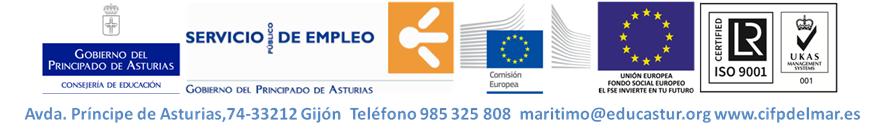 GOBIERNO DEL
PRINCIPADO DE ASTURIAS
CONSEJERÍA DE EDUCACIÓN
SERVICIO PÚBLICO DE EMPLEO
GOBIERNO DEL PRINCIPADO DE ASTURIAS
Comisión
Europea
UNIÓN EUROPEA
FONDO SOCIAL EUROPEO
EL FSE INVIERTE EN TU FUTURO
CERTIFIED
LR
ISO 9001
UKAS
MANAGEMENT
SYSTEMS
001
Avda. Príncipe de Asturias,74-33212 Gijón Teléfono 985 325 808 maritimo@educastur.org www.cifpdelmar.es